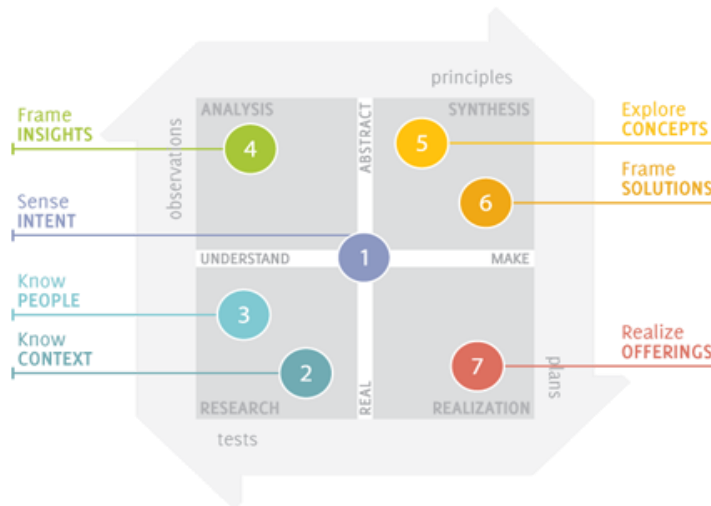 principles
Frame
INSIGHTS
observations
ANALYSIS
4
ABSTRACT
SYNTHESIS
5
6
Explore
CONCEPTS
Frame
SOLUTIONS
Sense
INTENT
UNDERSTAND
1
MAKE
Know
PEOPLE
3
Know
CONTEXT
2
RESEARCH
REAL
7
REALIZATION
plans
Realize
OFFERINGS
tests